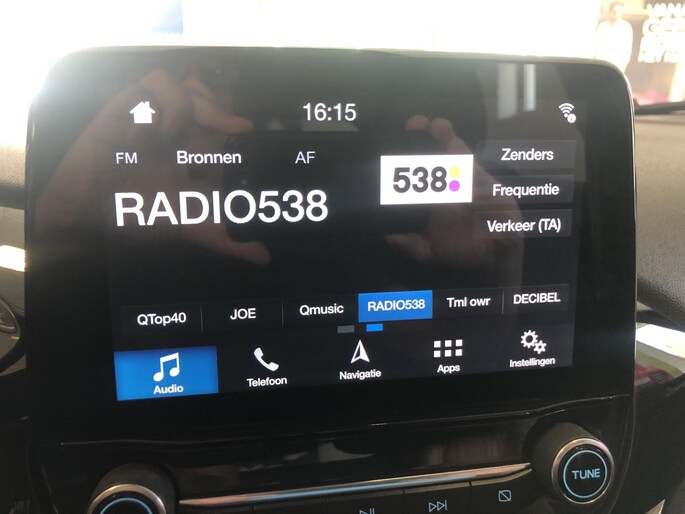 16:15
FM Bronnen AF
538
Zenders
RADIO538
Frequentie
Verkeer (TA)
QTop40 JOE Qmusic RADIO538 Tml owr DECIBEL
Audio Telefoon Navigatie Apps Instellingen
TUNE